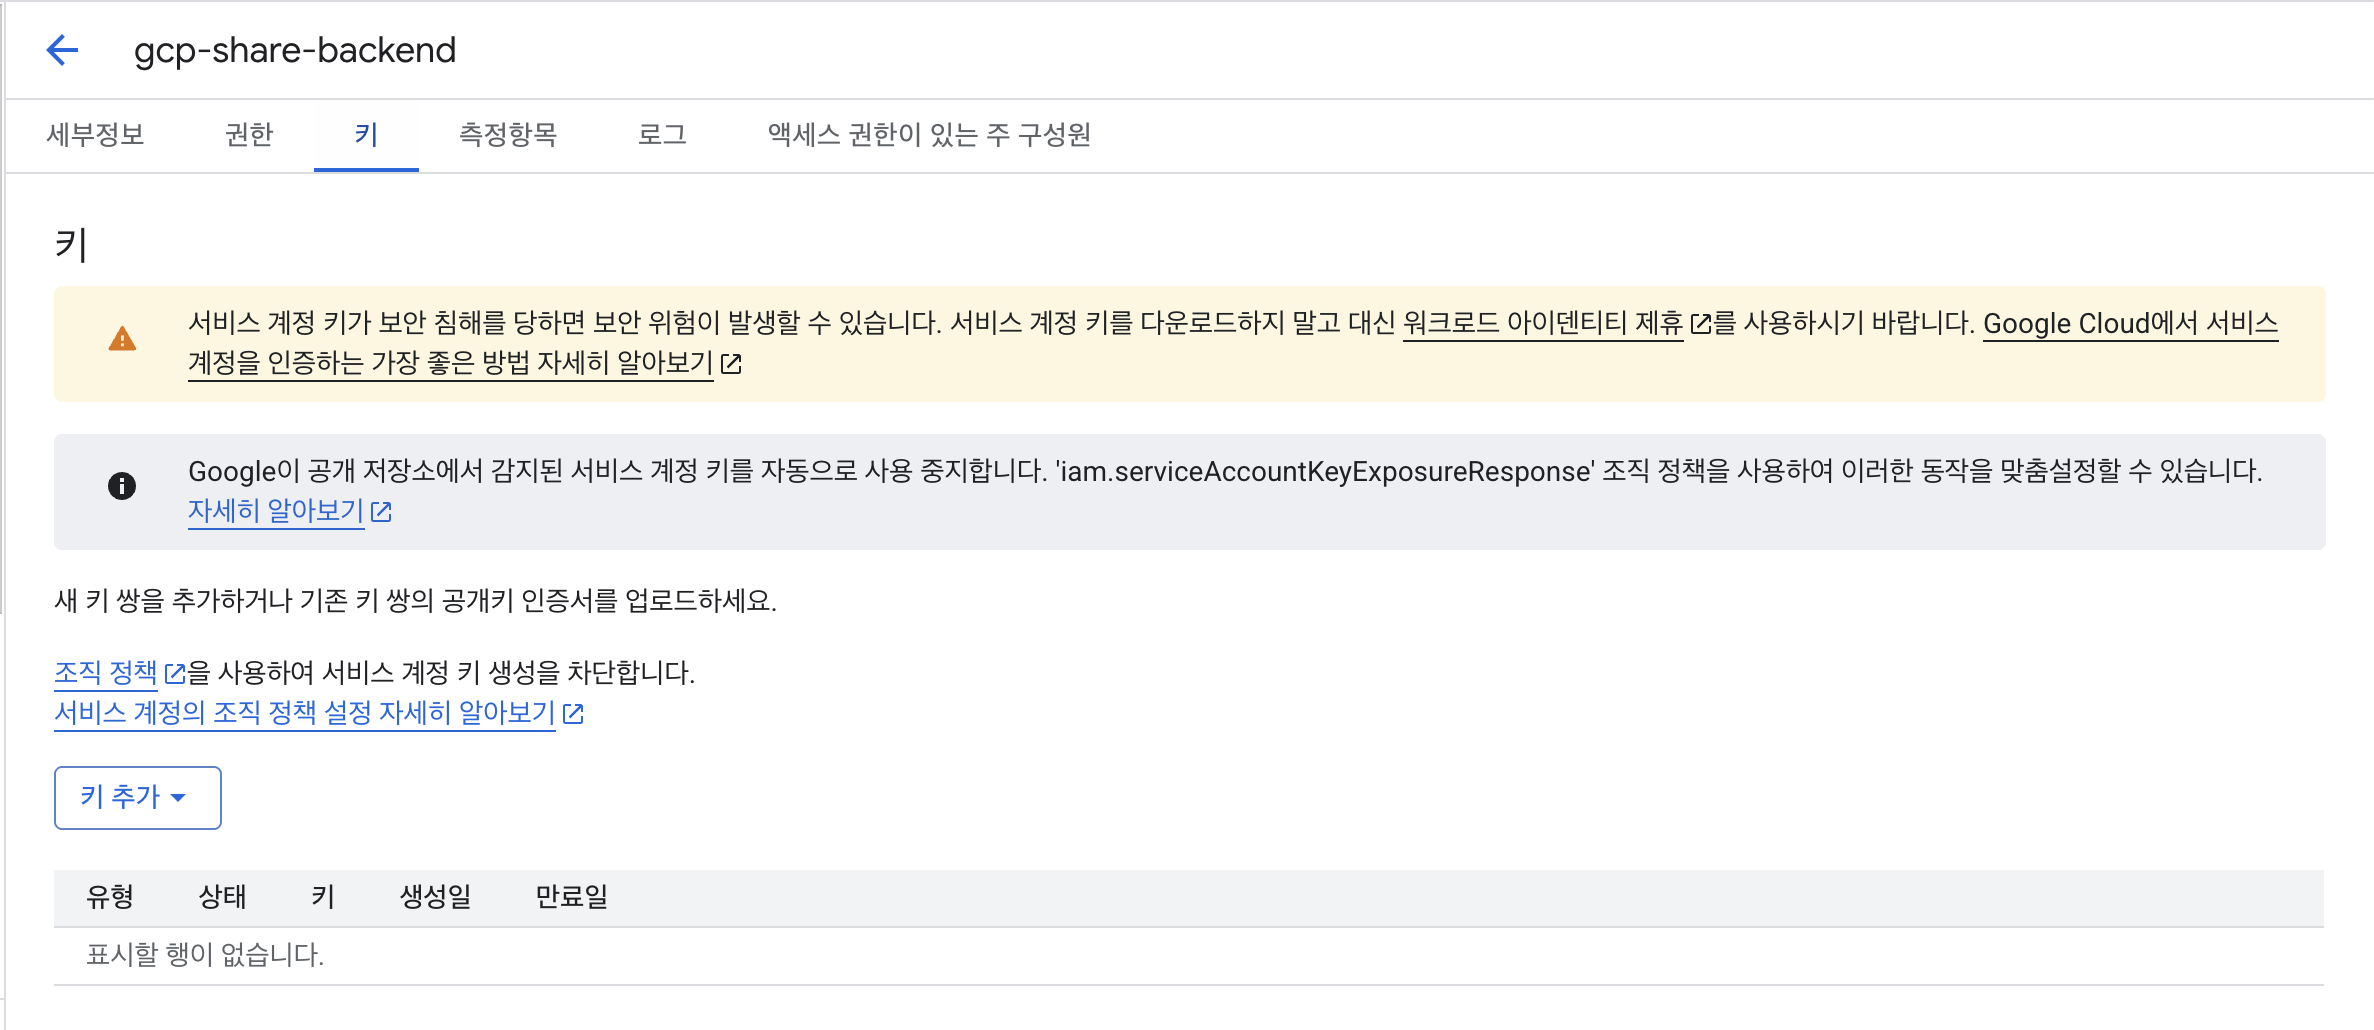 gcp-share-backend
세부정보 권한 키 측정항목 로그 액세스 권한이 있는 주 구성원
키
서비스 계정 키가 보안 침해를 당하면 보안 위험이 발생할 수 있습니다. 서비스 계정 키를 다운로드하지 말고 대신 워크로드 아이덴티티 제휴를 사용하시기 바랍니다. Google Cloud에서 서비스
계정을 인증하는 가장 좋은 방법 자세히 알아보기
Google이 공개 저장소에서 감지된 서비스 계정 키를 자동으로 사용 중지합니다. 'iam.serviceAccountKeyExposureResponse' 조직 정책을 사용하여 이러한 동작을 맞춤설정할 수 있습니다.
자세히 알아보기
새 키 쌍을 추가하거나 기존 키 쌍의 공개키 인증서를 업로드하세요.
조직 정책을 사용하여 서비스 계정 키 생성을 차단합니다.
서비스 계정의 조직 정책 설정 자세히 알아보기
키 추가
유형 상태 키 생성일 만료일
표시할 행이 없습니다.